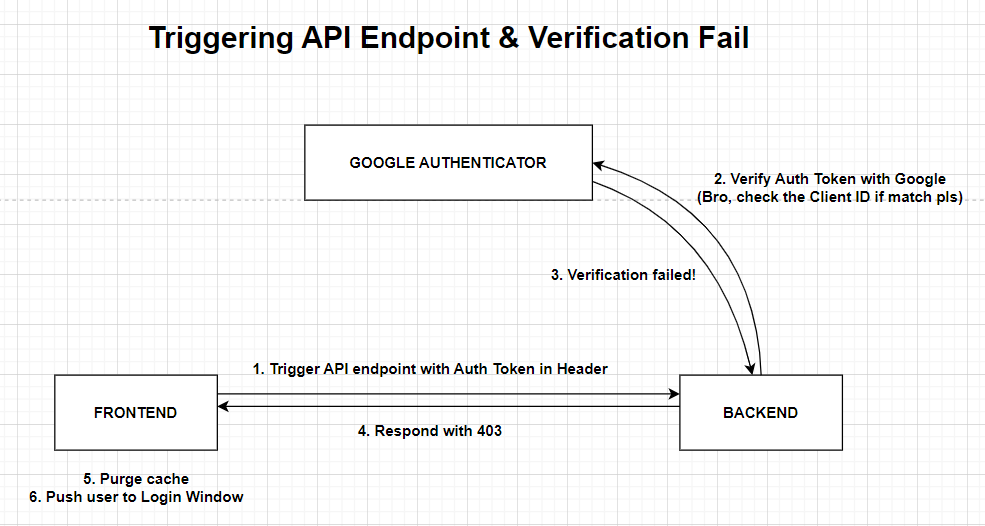 Triggering API Endpoint & Verification Fail
GOOGLE AUTHENTICATOR
2. Verify Auth Token with Google
(Bro, check the Client ID if match pls)
3. Verification failed!
1. Trigger API endpoint with Auth Token in Header
FRONTEND
BACKEND
4. Respond with 403
5. Purge cache
6. Push user to Login Window